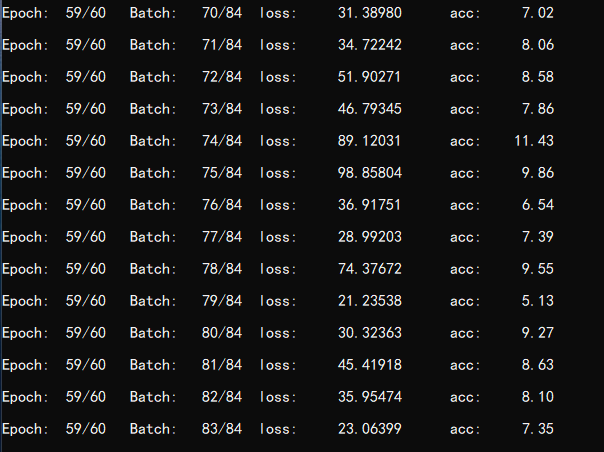 Epoch: 59/60 Batch: 70/84 loss: 31.38980 acc: 7.02
Epoch: 59/60 Batch: 71/84 loss: 34.72242 acc: 8.06
Epoch: 59/60 Batch: 72/84 loss: 51.90271 acc: 8.58
Epoch: 59/60 Batch: 73/84 loss: 46.79345 acc: 7.86
Epoch: 59/60 Batch: 74/84 loss: 89.12031 acc: 11.43
Epoch: 59/60 Batch: 75/84 loss: 98.85804 acc: 9.86
Epoch: 59/60 Batch: 76/84 loss: 36.91751 acc: 6.54
Epoch: 59/60 Batch: 77/84 loss: 28.99203 acc: 7.39
Epoch: 59/60 Batch: 78/84 loss: 74.37672 acc: 9.55
Epoch: 59/60 Batch: 79/84 loss: 21.23538 acc: 5.13
Epoch: 59/60 Batch: 80/84 loss: 30.32363 acc: 9.27
Epoch: 59/60 Batch: 81/84 loss: 45.41918 acc: 8.63
Epoch: 59/60 Batch: 82/84 loss: 35.95474 acc: 8.10
Epoch: 59/60 Batch: 83/84 loss: 23.06399 acc: 7.35